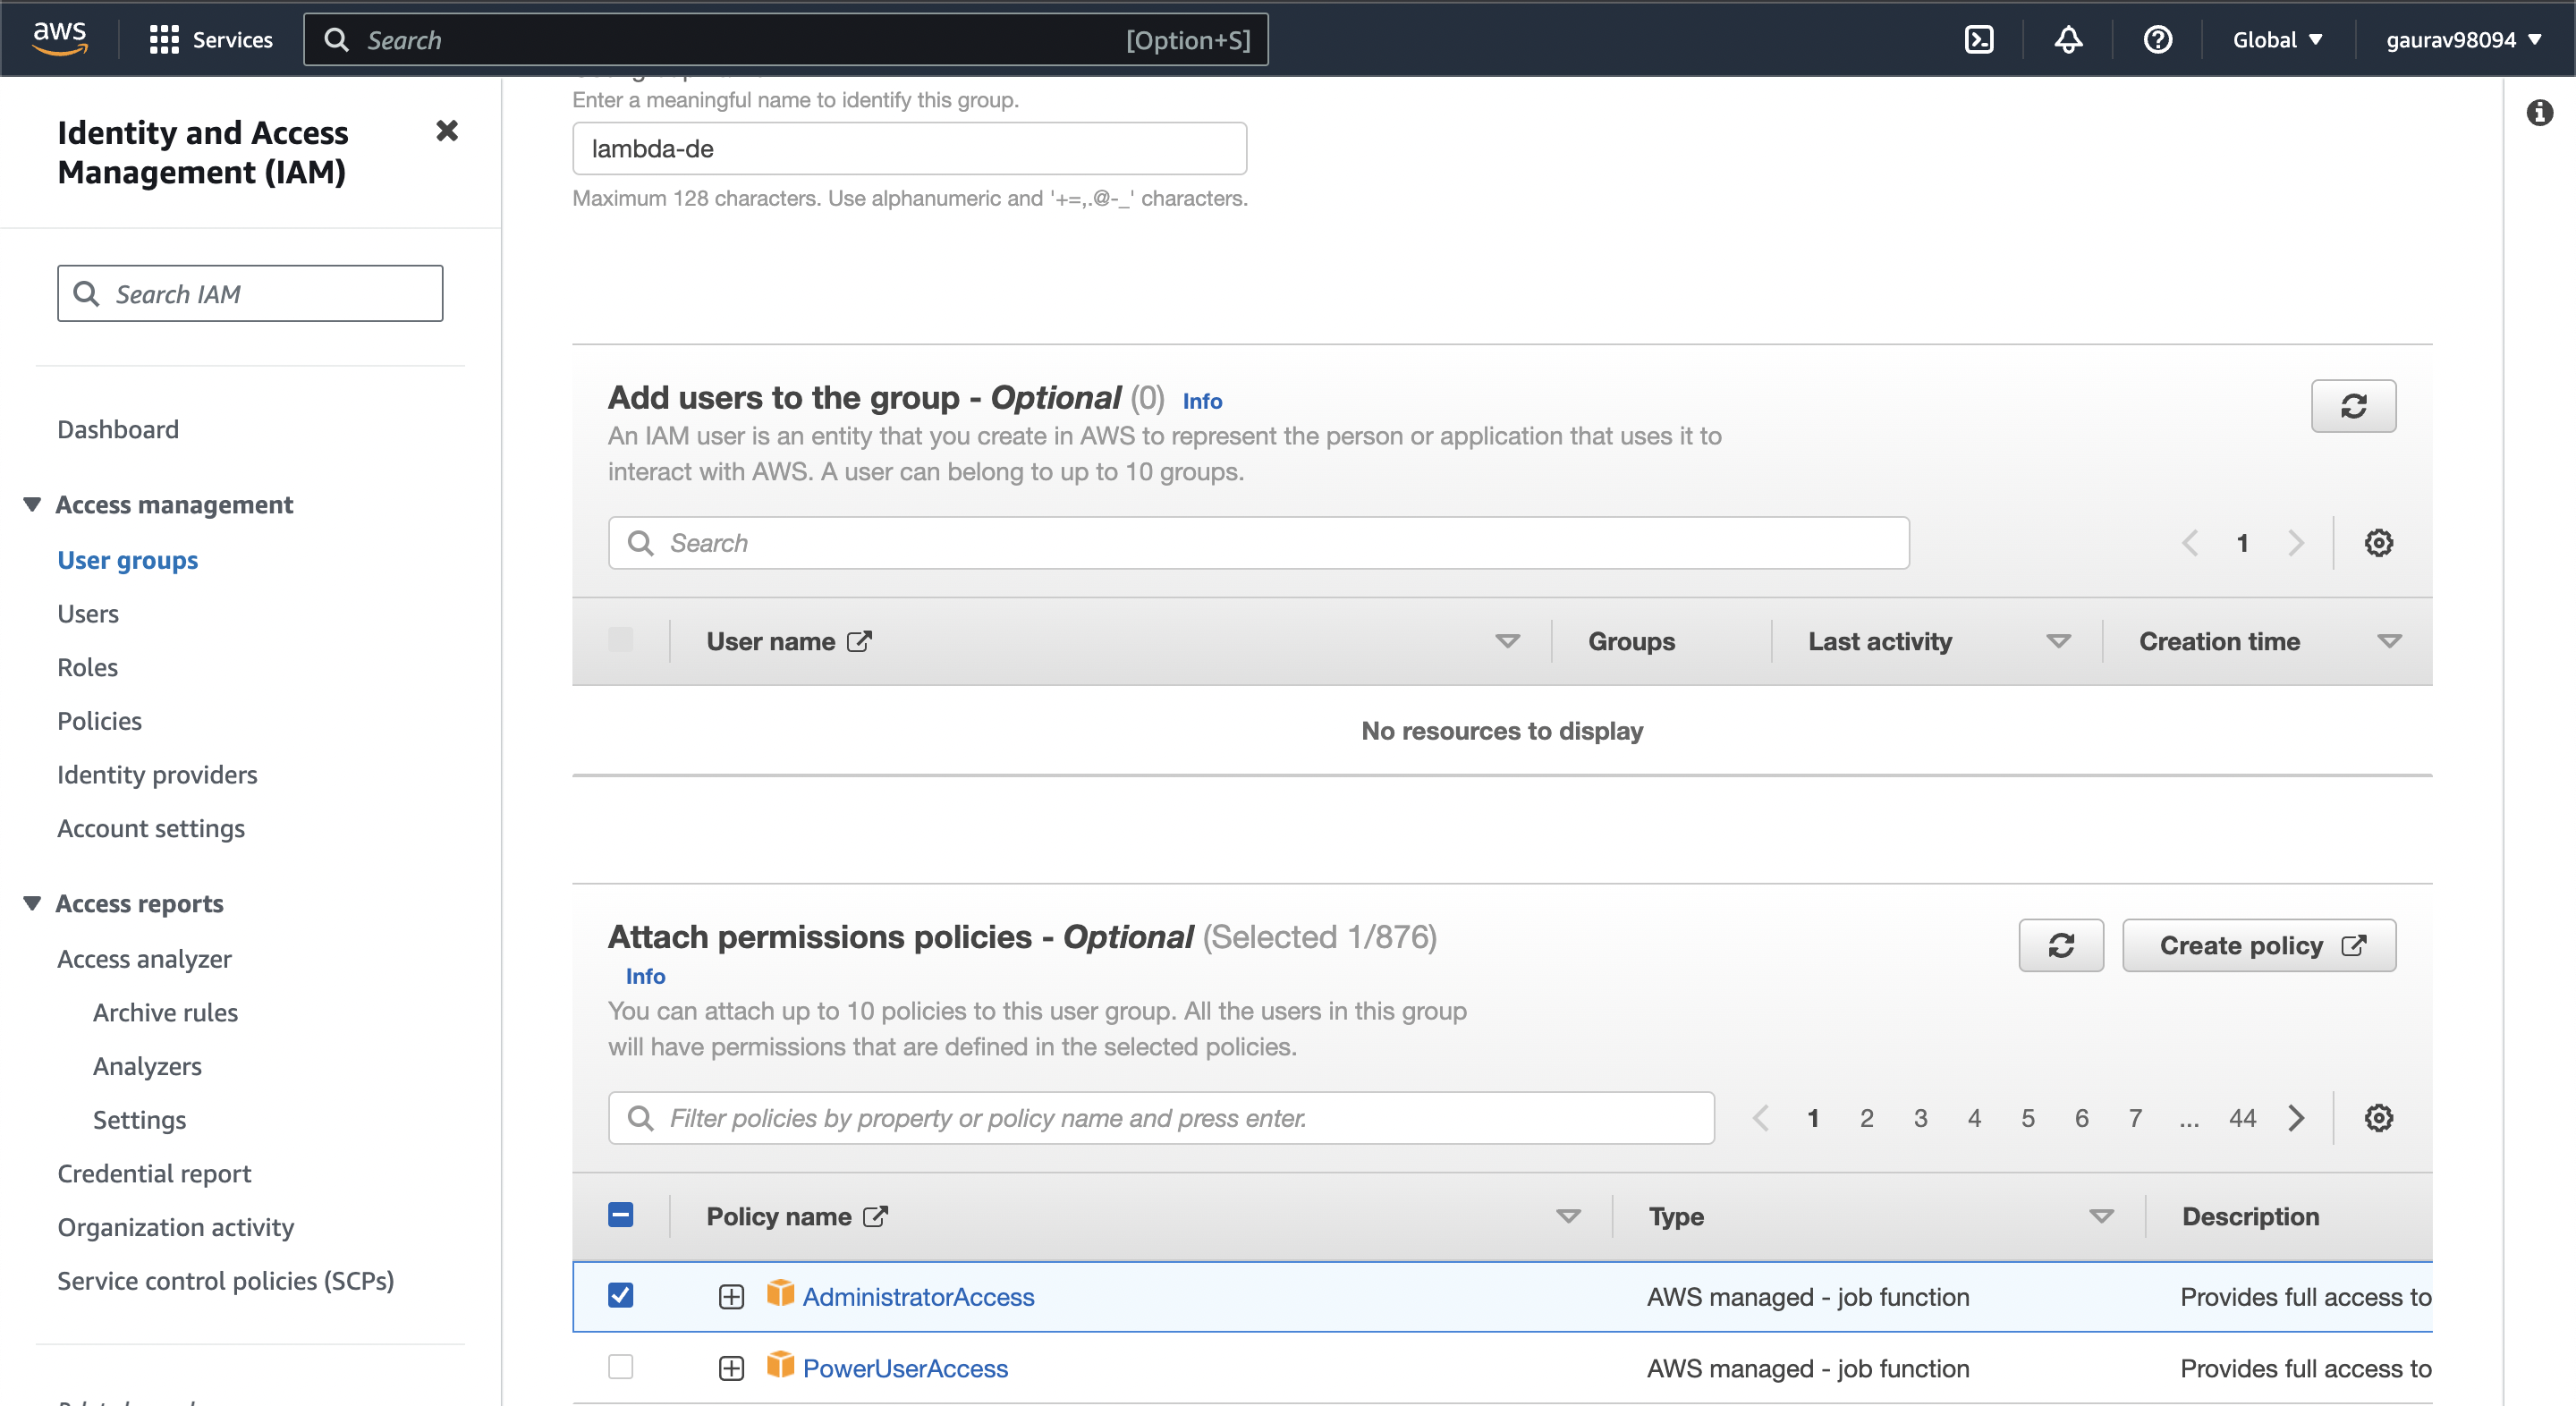 aws
Services
Search
[Option+S]
Global
gaurav98094
Identity and Access
Management (IAM)
Search IAM
Dashboard
Access management
User groups
Users
Roles
Policies
Identity providers
Account settings
Access reports
Access analyzer
Archive rules
Analyzers
Settings
Credential report
Organization activity
Service control policies (SCPs)
Enter a meaningful name to identify this group.
lambda-de
Maximum 128 characters. Use alphanumeric and '+=,.@-_' characters.
Add users to the group - Optional (0) Info
An IAM user is an entity that you create in AWS to represent the person or application that uses it to
interact with AWS. A user can belong to up to 10 groups.
Search
1
User name Groups Last activity Creation time
No resources to display
Attach permissions policies - Optional (Selected 1/876)
Info
Create policy
You can attach up to 10 policies to this user group. All the users in this group
will have permissions that are defined in the selected policies.
Filter policies by property or policy name and press enter.
1 2 3 4 5 6 7 ... 44
Policy name Type Description
AdministratorAccess AWS managed - job function Provides full access to
PowerUserAccess AWS managed - job function Provides full access to